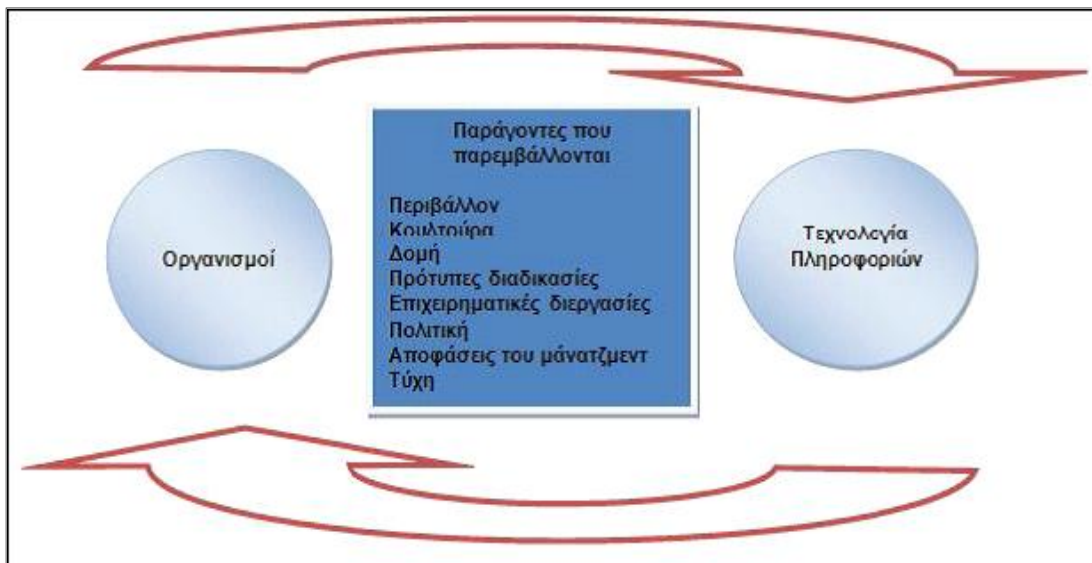 Παράγοντες που
παρεμβάλλονται
Περιβάλλον
Κουλτούρα
Δομή
Πρότυπες διαδικασίες
Επιχειρηματικές διεργασίες
Πολιτική
Αποφάσεις του μάνατζμεντ
Τύχη
Οργανισμοί
Τεχνολογία
Πληροφοριών